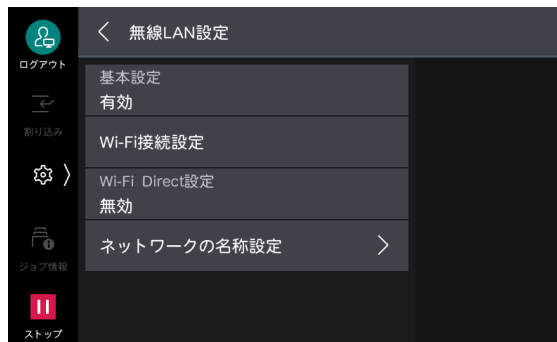 無線LAN設定
ログアウト
基本設定
有効
割り込み
Wi-Fi接続設定
Wi-Fi Direct設定
無効
ネットワークの名称設定
ジョブ情報
ストップ